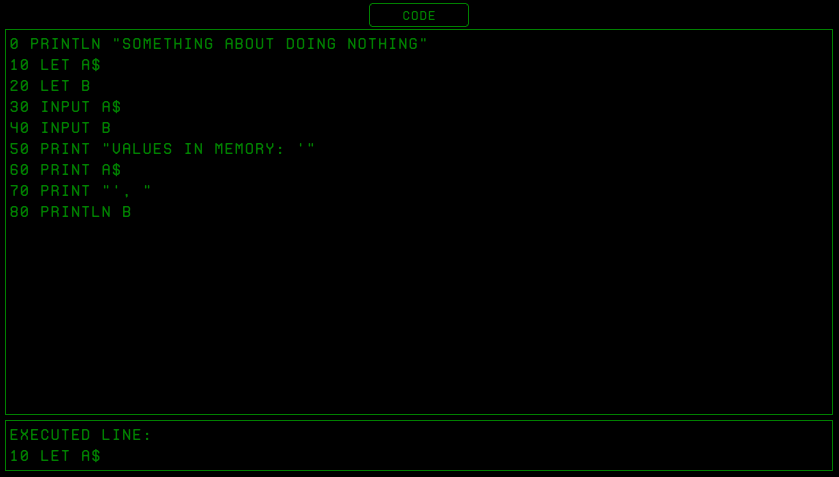 CODE
0 PRINTLN "SOMETHING ABOUT DOING NOTHING"
10 LET A$
20 LET B
30 INPUT A$
40 INPUT B
50 PRINT "VALUES IN MEMORY: '"
60 PRINT A$
70 PRINT "', "
80 PRINTLN B
EXECUTED LINE:
10 LET A$